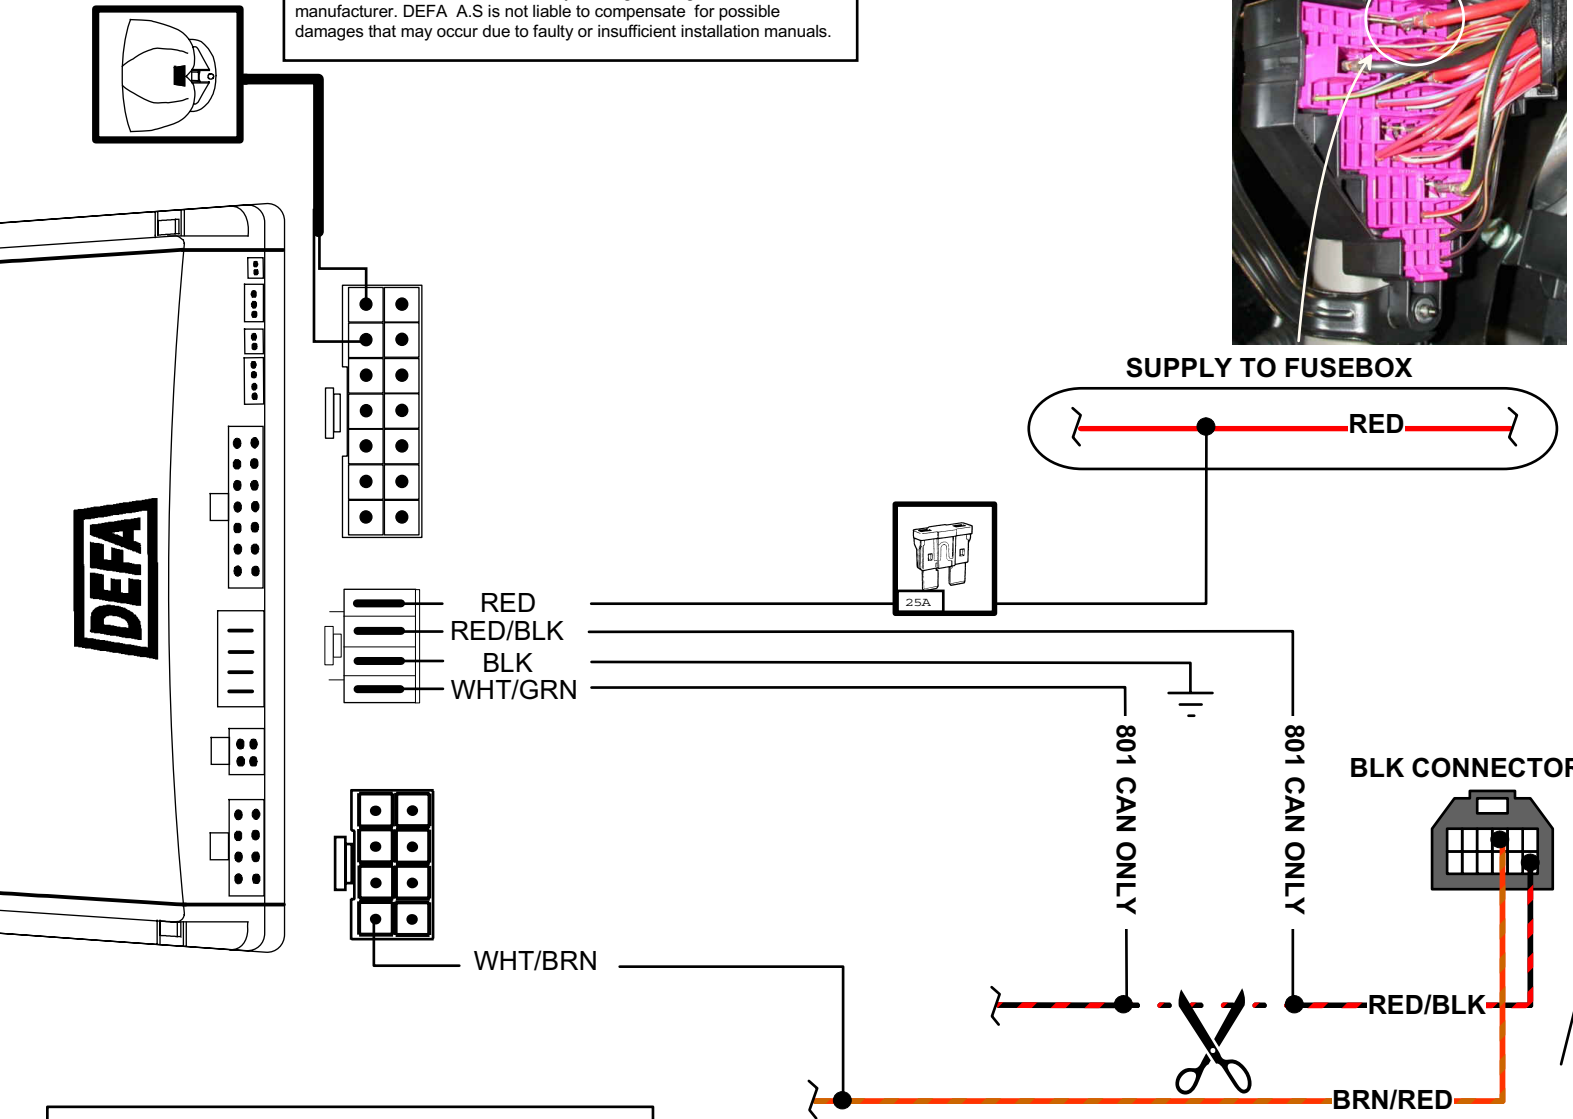 manufacturer. DEFA A.S is not liable to compensate for possible
damages that may occur due to faulty or insufficient installation manuals.
SUPPLY TO FUSEBOX
RED
25A
DEFA
RED
RED/BLK
BLK
WHT/GRN
801 CAN ONLY
801 CAN ONLY
BLK CONNECTOR
WHT/BRN
RED/BLK
BRN/RED